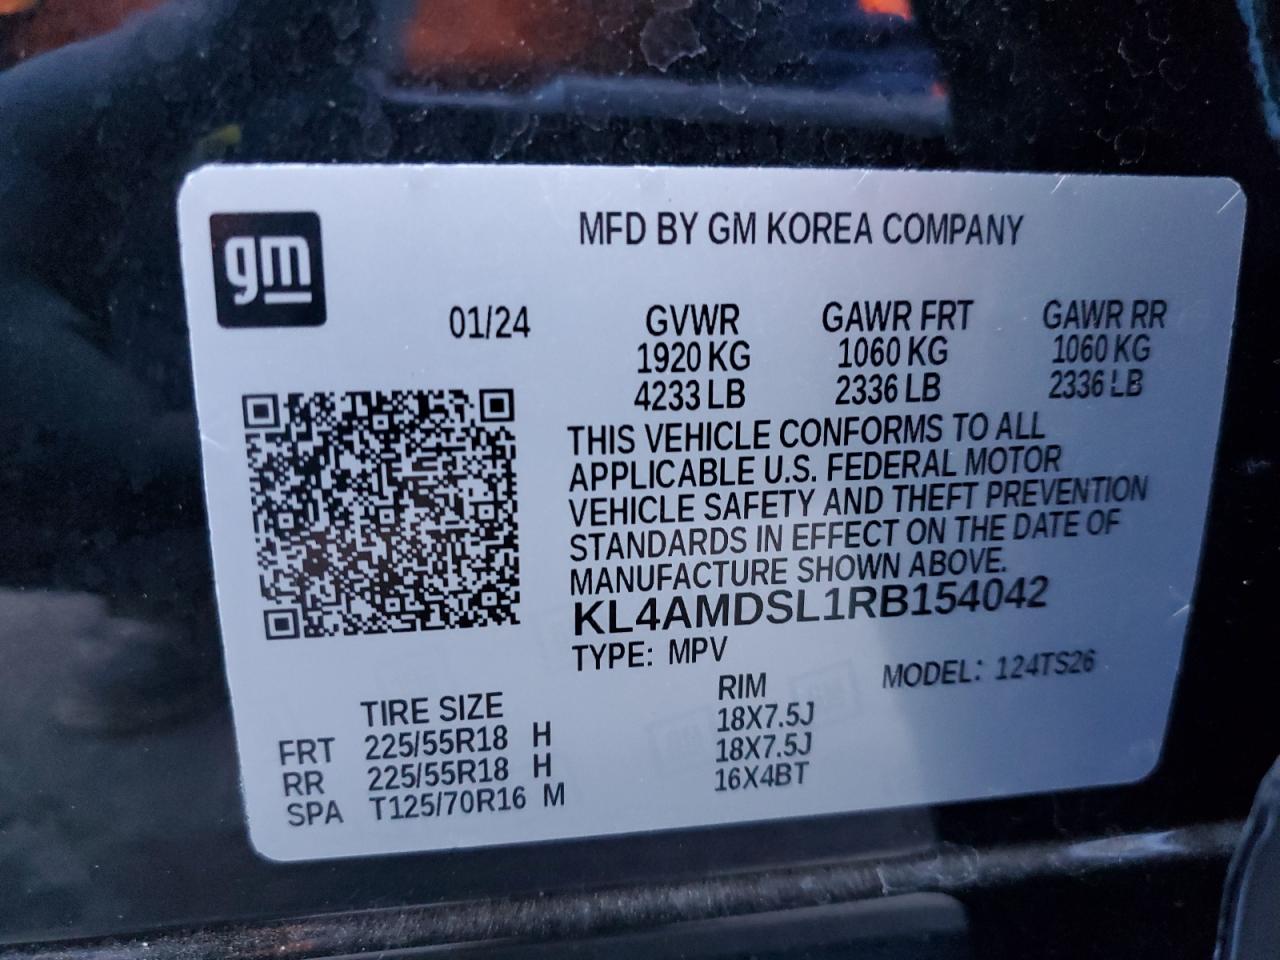 gm
MFD BY GM KOREA COMPANY
01/24
GVWR GAWR FRT GAWR RR
1920 KG 1060 KG 1060 KG
4233 LB 2336 LB 2336 LB
THIS VEHICLE CONFORMS TO ALL
APPLICABLE U.S. FEDERAL MOTOR
VEHICLE SAFETY AND THEFT PREVENTION
STANDARDS IN EFFECT ON THE DATE OF
MANUFACTURE SHOWN ABOVE.
KL4AMDSL1RB154042
TYPE: MPV
MODEL: 124TS26
TIRE SIZE RIM
FRT 225/55R18 H 18X7.5J
RR 225/55R18 H 18X7.5J
SPA T125/70R16 M 16X4BT